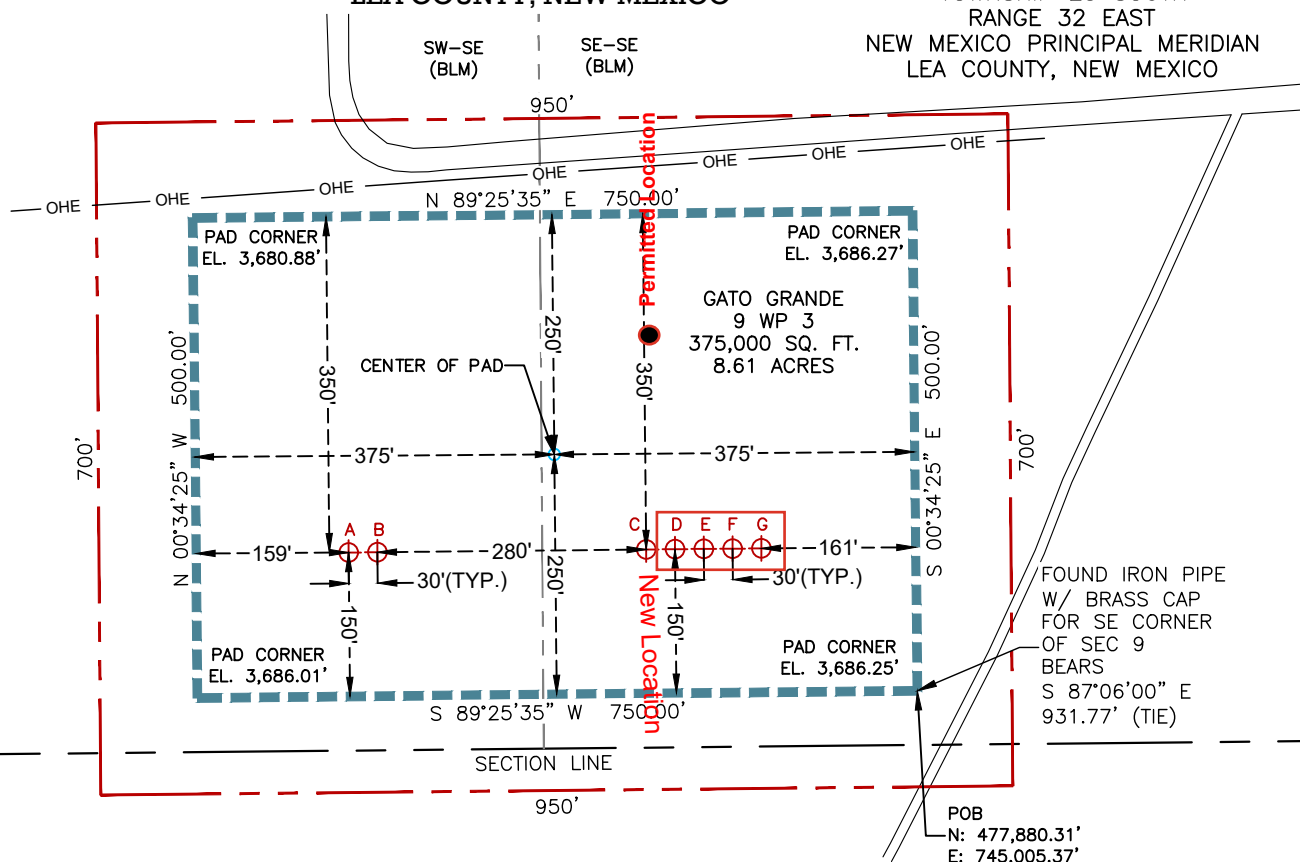 LEA COUNTY, NEW MEXICO
RANGE 32 EAST
NEW MEXICO PRINCIPAL MERIDIAN
LEA COUNTY, NEW MEXICO
SW-SE
(BLM)
SE-SE
(BLM)
950'
OHE
OHE
OHE
OHE
OHE
OHE
N 89°25'35" E 750.00'
Permitted Location
PAD CORNER
EL. 3,680.88'
PAD CORNER
EL. 3,686.27'
GATO GRANDE
9 WP 3
375,000 SQ. FT.
8.61 ACRES
CENTER OF PAD
250'
350'
350'
375'
375'
700'
N 00°34'25" W 500.00'
S 00°34'25" E 500.00'
700'
A B
C D E F G
159'
280'
161'
30'(TYP.)
30'(TYP.)
150'
250'
150'
New Location
PAD CORNER
EL. 3,686.01'
PAD CORNER
EL. 3,686.25'
S 89°25'35" W 750.00'
FOUND IRON PIPE
W/ BRASS CAP
FOR SE CORNER
OF SEC 9
BEARS
S 87°06'00" E
931.77' (TIE)
SECTION LINE
950'
POB
N: 477,880.31'
E: 745,005.37'